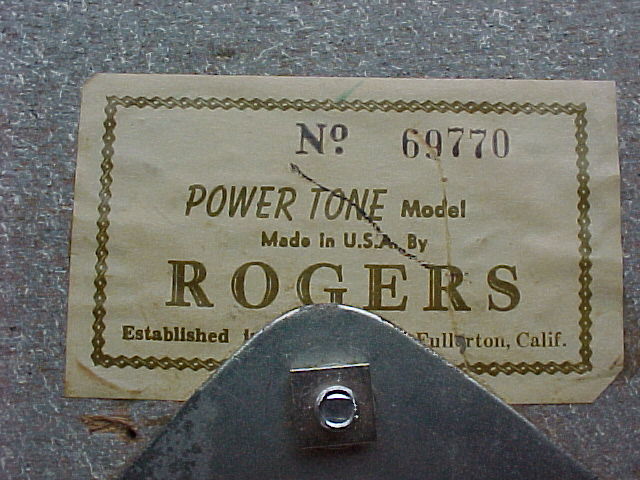 Nº 69770
POWER TONE Model
Made in U.S.A. By
ROGERS
Established Fullerton, Calif.